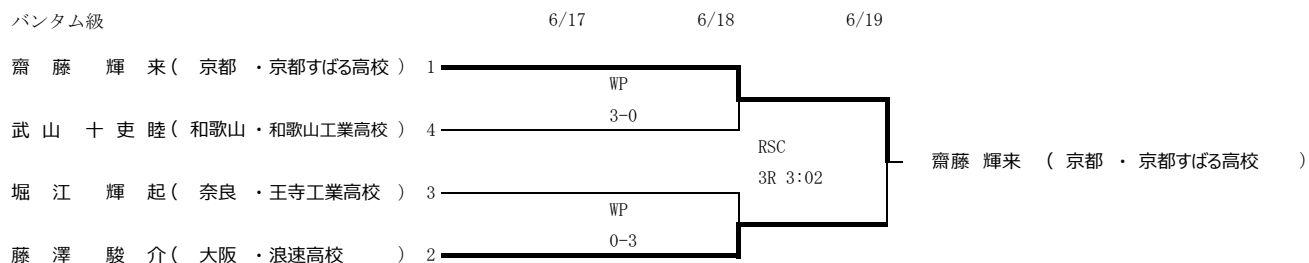 バンタム級 6/17 6/18 6/19
齋藤 輝来( 京都 ・京都すばる高校 ) 1
WP
3-0
武山 十吏睦( 和歌山 ・和歌山工業高校 ) 4
RSC
3R 3:02
齋藤 輝来 ( 京都 ・ 京都すばる高校 )
堀江 輝起( 奈良 ・王寺工業高校 ) 3
WP
0-3
藤澤 駿介( 大阪 ・浪速高校 ) 2